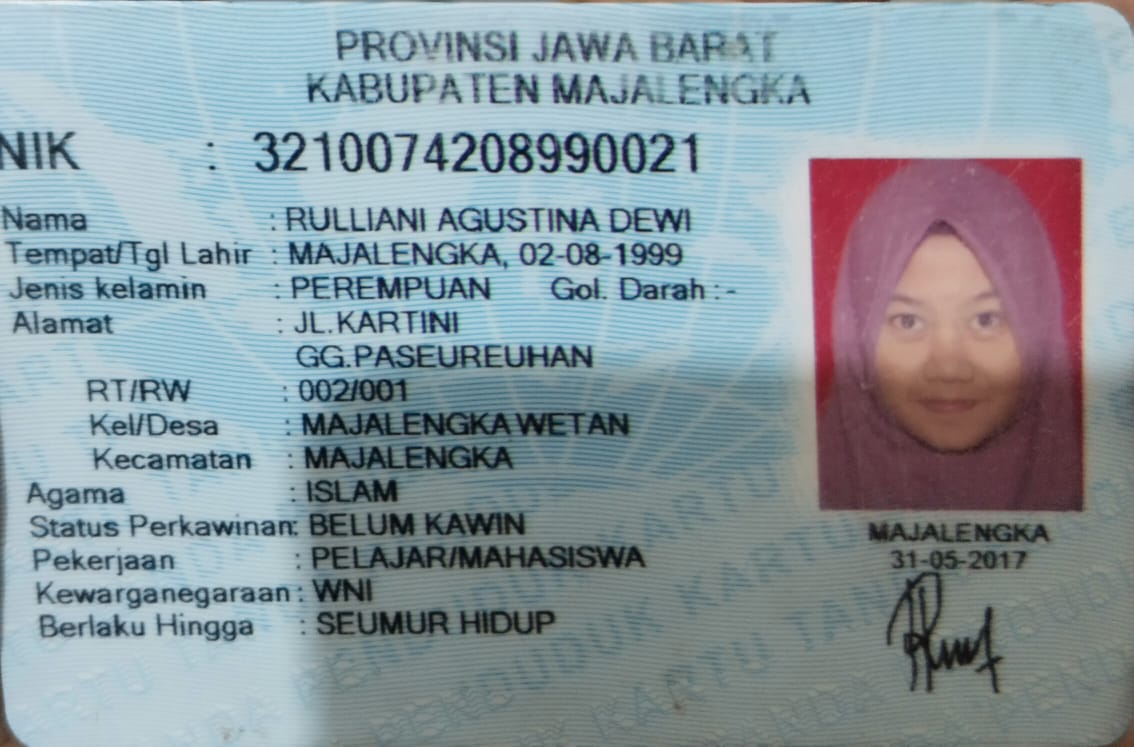 PROVINSI JAWA BARAT
KABUPATEN MAJALENGKA
NIK : 3210074208990021
Nama : RULLIANI AGUSTINA DEWI
Tempat/Tgl Lahir : MAJALENGKA, 02-08-1999
Jenis kelamin : PEREMPUAN Gol. Darah : -
Alamat : JL.KARTINI
GG.PASEUREUHAN
RT/RW : 002/001
Kel/Desa : MAJALENGKA WETAN
Kecamatan : MAJALENGKA
Agama : ISLAM
Status Perkawinan: BELUM KAWIN
Pekerjaan : PELAJAR/MAHASISWA
Kewarganegaraan : WNI
Berlaku Hingga : SEUMUR HIDUP
MAJALENGKA
31-05-2017